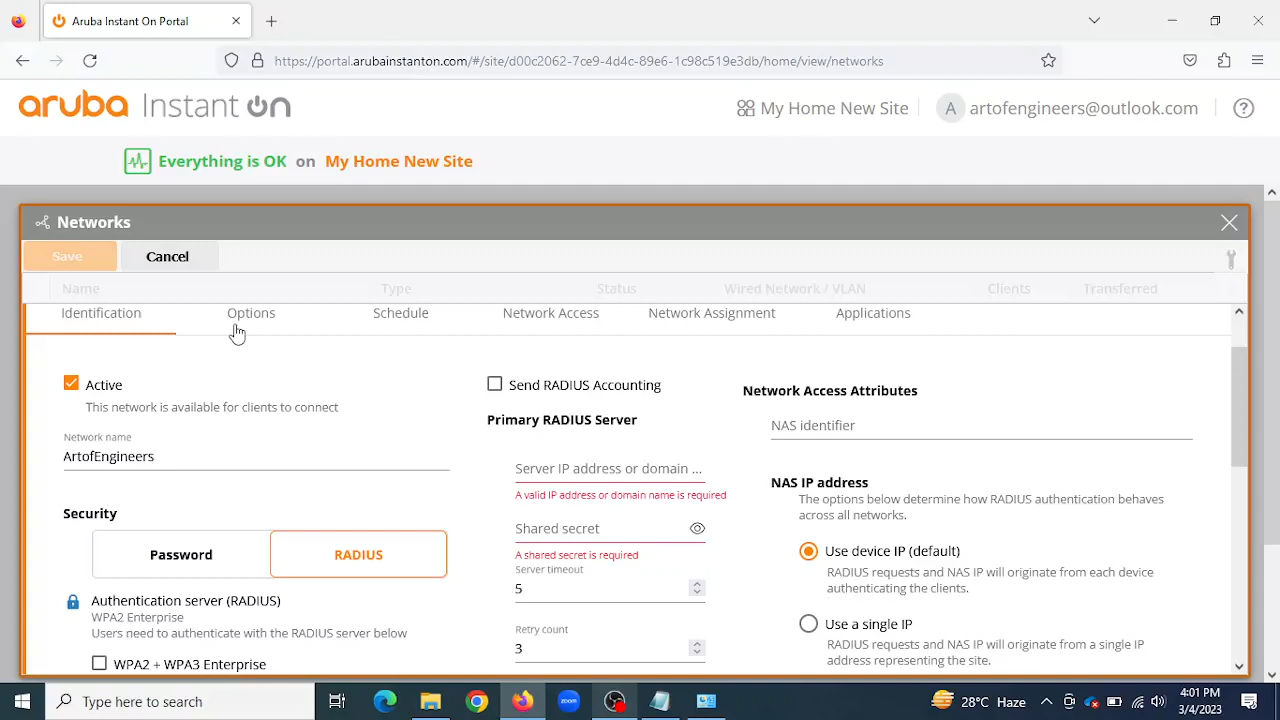 Aruba Instant On Portal
https://portal.arubainstanton.com/#/site/d00c2062-7ce9-4d4c-89e6-1c98c519e3db/home/view/networks
aruba Instant On
My Home New Site
A
artofengineers@outlook.com
?
Everything is OK on My Home New Site
Networks
Save
Cancel
Name
Type
Status
Wired Network / VLAN
Clients
Transferred
Identification
Options
Schedule
Network Access
Network Assignment
Applications
Active
This network is available for clients to connect
Network name
ArtofEngineers
Security
Password
RADIUS
Authentication server (RADIUS)
WPA2 Enterprise
Users need to authenticate with the RADIUS server below
WPA2 + WPA3 Enterprise
Send RADIUS Accounting
Primary RADIUS Server
Server IP address or domain ...
A valid IP address or domain name is required
Shared secret
A shared secret is required
Server timeout
5
Retry count
3
Network Access Attributes
NAS identifier
NAS IP address
The options below determine how RADIUS authentication behaves
across all networks.
Use device IP (default)
RADIUS requests and NAS IP will originate from each device
authenticating the clients.
Use a single IP
RADIUS requests and NAS IP will originate from a single IP
address representing the site.
Type here to search
zoom
28°C Haze
4:01 PM
3/4/2023